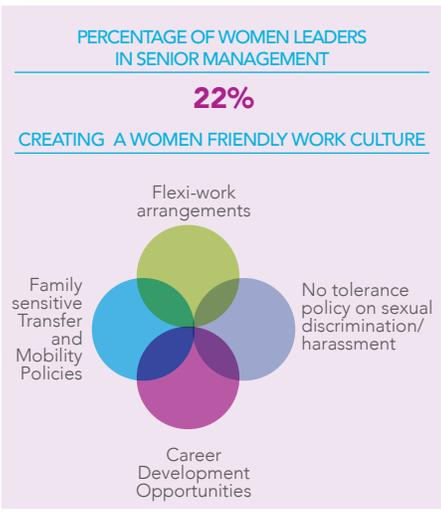 PERCENTAGE OF WOMEN LEADERS
IN SENIOR MANAGEMENT
22%
CREATING A WOMEN FRIENDLY WORK CULTURE
Flexi-work
arrangements
Family
sensitive
Transfer
and
Mobility
Policies
No tolerance
policy on sexual
discrimination/
harassment
Career
Development
Opportunities